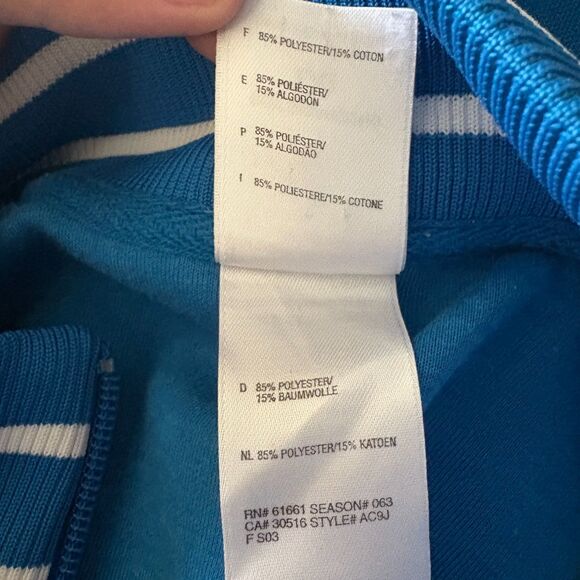 F 85% POLYESTER/15% COTON
E 85% POLIÉSTER/
15% ALGODÓN
P 85% POLIÉSTER/
15% ALGODÃO
I 85% POLIESTERE/15% COTONE
D 85% POLYESTER/
15% BAUMWOLLE
NL 85% POLYESTER/15% KATOEN
RN# 61661 SEASON# 063
CA# 30516 STYLE# AC9J
F S03